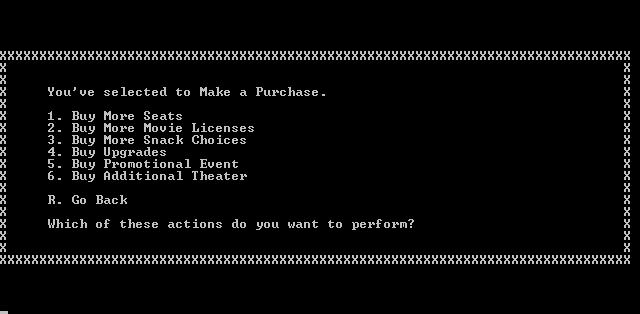 XXXXXXXXXXXXXXXXXXXXXXXXXXXXXXXXXXXXXXXXXXXXXXXXXXXXXXXXXXXXXXXXXXXXXXXXXXXXXXX
X X
X X
X You've selected to Make a Purchase. X
X X
X 1. Buy More Seats X
X 2. Buy More Movie Licenses X
X 3. Buy More Snack Choices X
X 4. Buy Upgrades X
X 5. Buy Promotional Event X
X 6. Buy Additional Theater X
X X
X R. Go Back X
X X
X Which of these actions do you want to perform? X
X X
X X
XXXXXXXXXXXXXXXXXXXXXXXXXXXXXXXXXXXXXXXXXXXXXXXXXXXXXXXXXXXXXXXXXXXXXXXXXXXXXXX